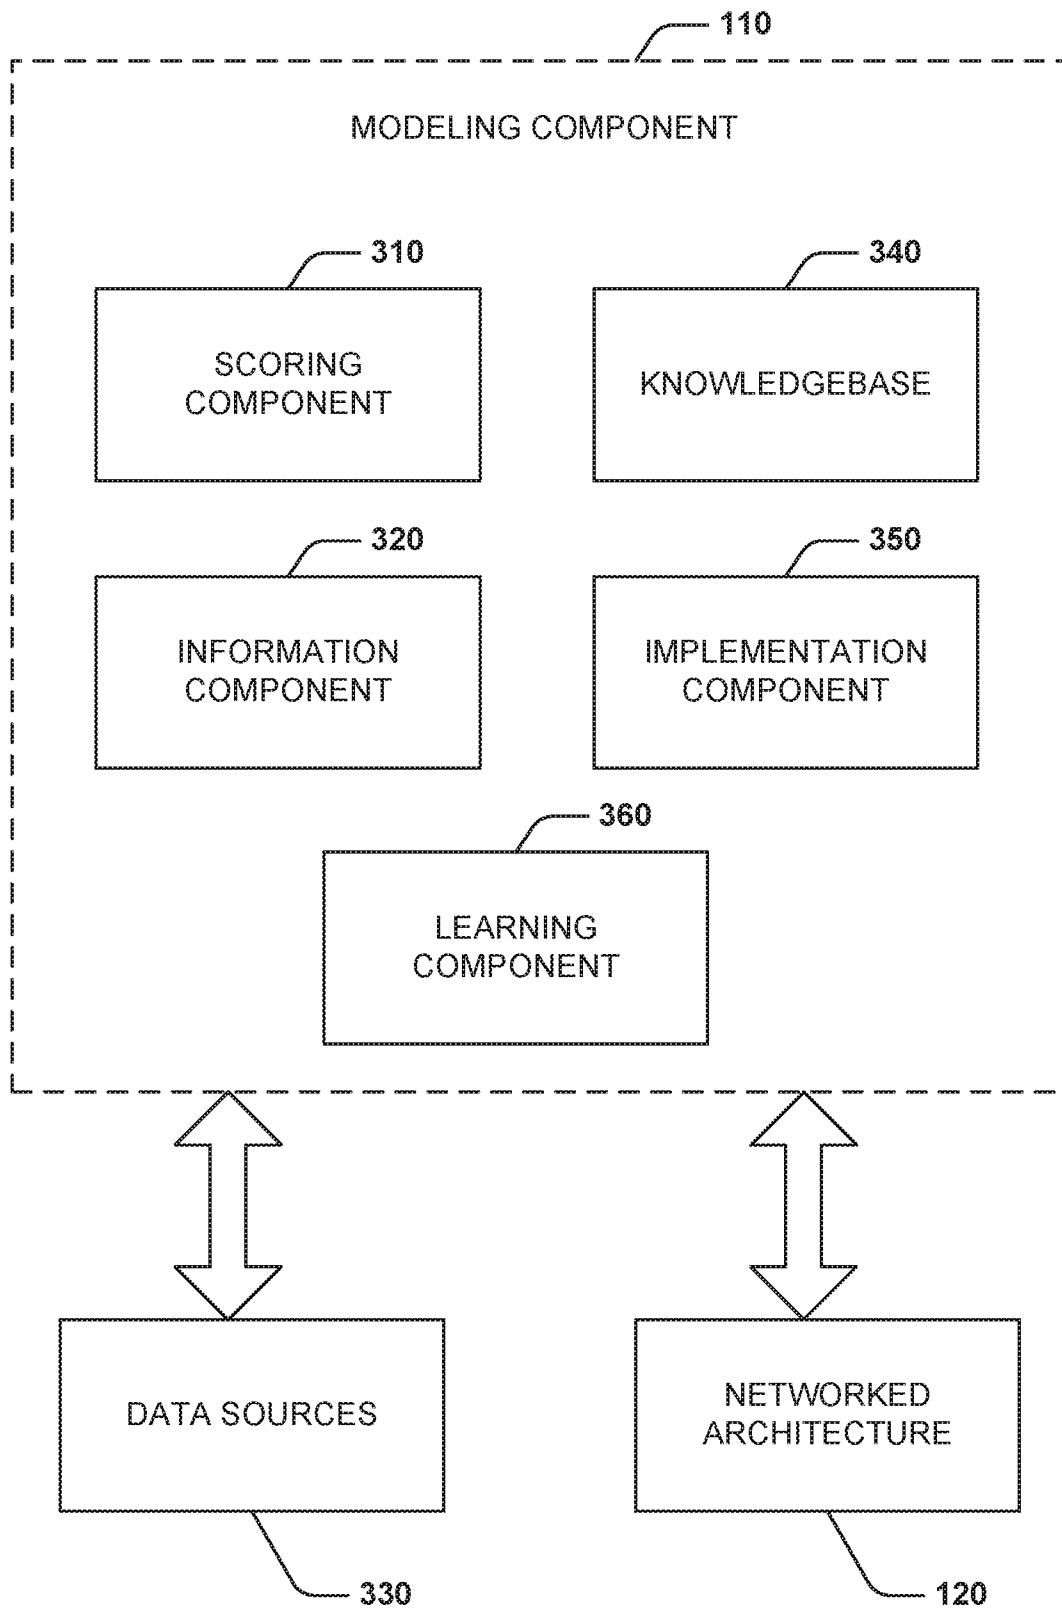 110
MODELING COMPONENT
310
340
SCORING
COMPONENT
KNOWLEDGEBASE
320
350
INFORMATION
COMPONENT
IMPLEMENTATION
COMPONENT
360
LEARNING
COMPONENT
DATA SOURCES
NETWORKED
ARCHITECTURE
330
120